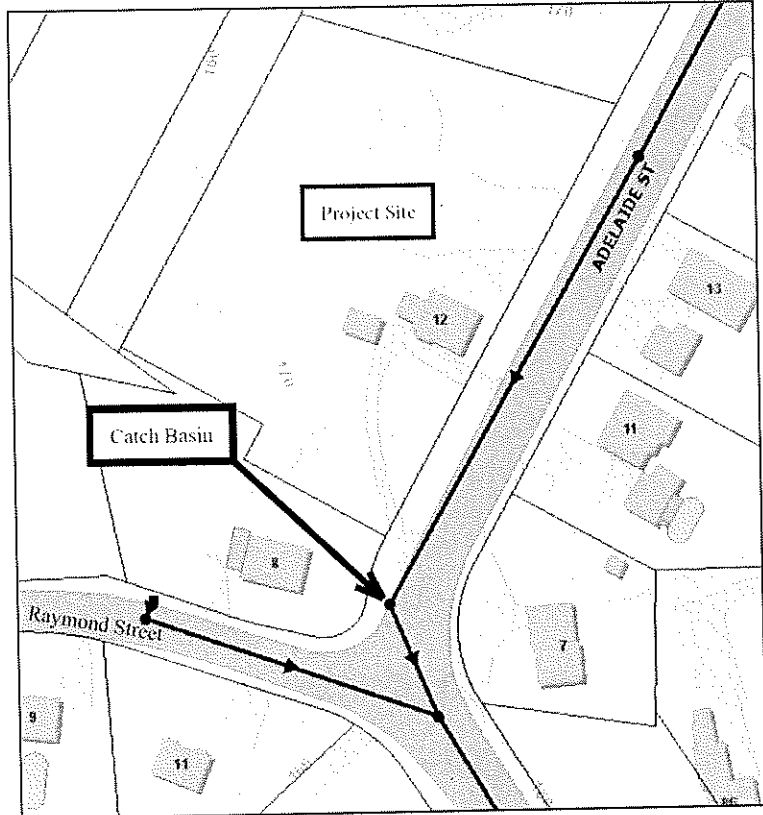 Project Site
ADELAIDE ST
13
12
11
Catch Basin
8
Raymond Street
7
9
11